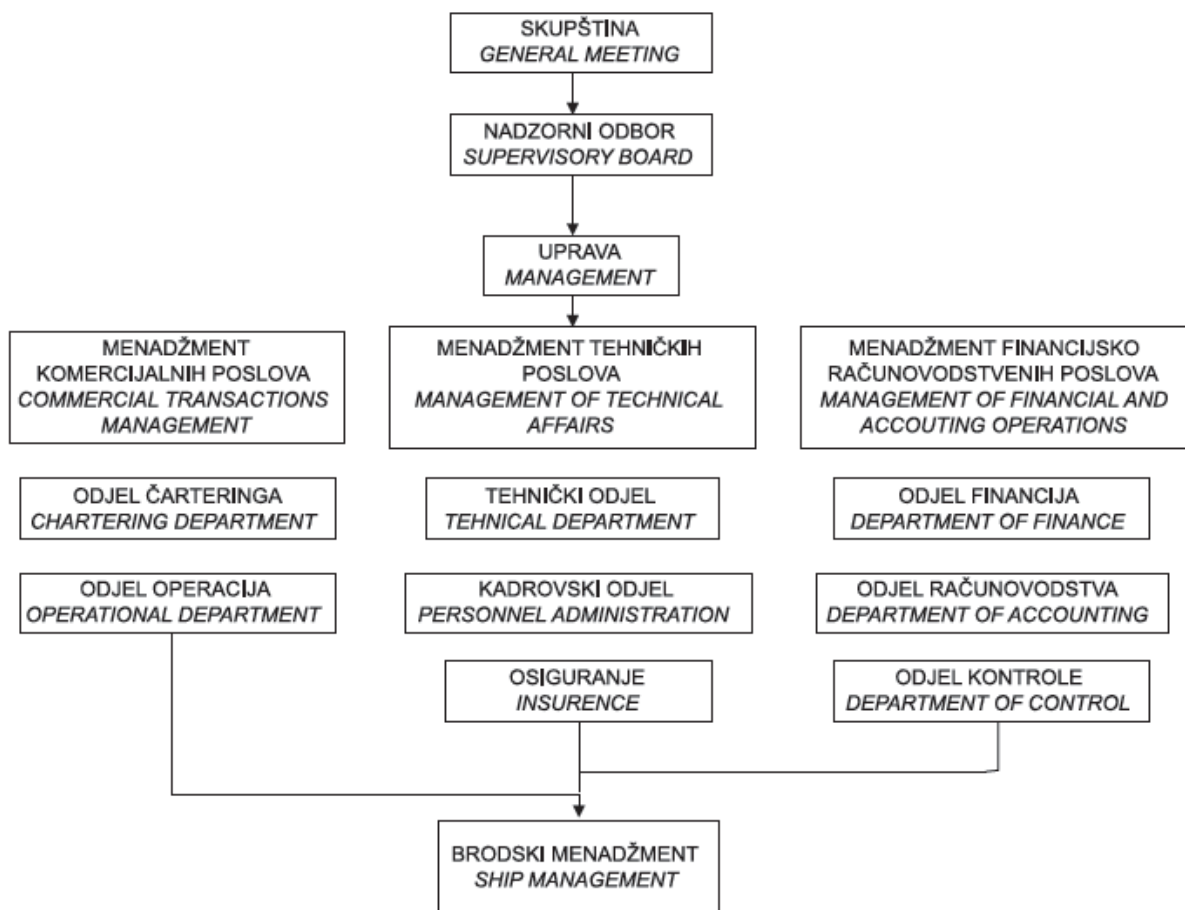 SKUPŠTINA
GENERAL MEETING
NADZORNI ODBOR
SUPERVISORY BOARD
UPRAVA
MANAGEMENT
MENADŽMENT
KOMERCIJALNIH POSLOVA
COMMERCIAL TRANSACTIONS
MANAGEMENT
MENADŽMENT TEHNIČKIH
POSLOVA
MANAGEMENT OF TECHNICAL
AFFAIRS
MENADŽMENT FINANCIJSKO
RAČUNOVODSTVENIH POSLOVA
MANAGEMENT OF FINANCIAL AND
ACCOUTING OPERATIONS
ODJEL ČARTERINGA
CHARTERING DEPARTMENT
TEHNIČKI ODJEL
TEHNICAL DEPARTMENT
ODJEL FINANCIJA
DEPARTMENT OF FINANCE
ODJEL OPERACIJA
OPERATIONAL DEPARTMENT
KADROVSKI ODJEL
PERSONNEL ADMINISTRATION
ODJEL RAČUNOVODSTVA
DEPARTMENT OF ACCOUNTING
OSIGURANJE
INSURENCE
ODJEL KONTROLE
DEPARTMENT OF CONTROL
BRODSKI MENADŽMENT
SHIP MANAGEMENT